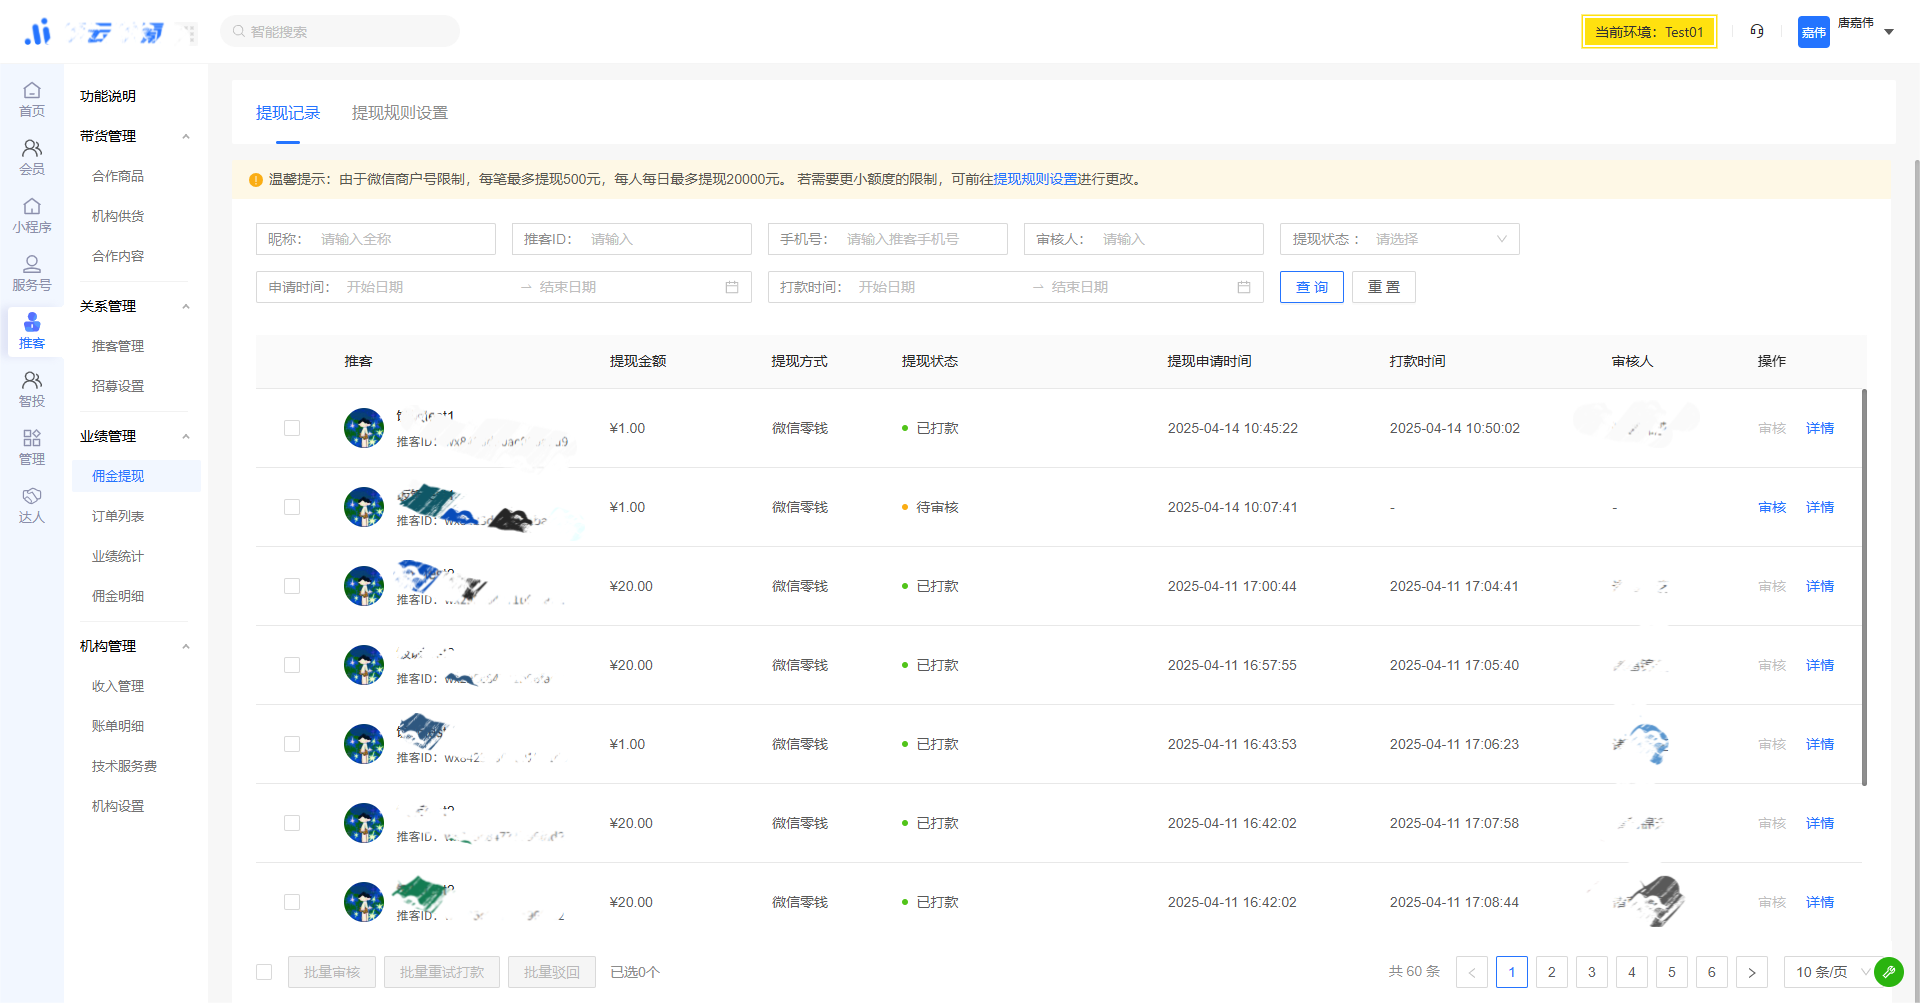 智能搜索
当前环境：Test01
嘉伟
唐嘉伟
首页
会员
小程序
服务号
推客
智投
管理
达人
功能说明
带货管理
合作商品
机构供货
合作内容
关系管理
推客管理
招募设置
业绩管理
佣金提现
订单列表
业绩统计
佣金明细
机构管理
收入管理
账单明细
技术服务费
机构设置
提现记录 提现规则设置
温馨提示：由于微信商户号限制，每笔最多提现500元，每人每日最多提现20000元。 若需要更小额度的限制，可前往提现规则设置进行更改。
昵称： 请输入全称 推客ID： 请输入 手机号： 请输入推客手机号 审核人： 请输入 提现状态： 请选择
申请时间： 开始日期 → 结束日期 打款时间： 开始日期 → 结束日期 查 询 重 置
推客 提现金额 提现方式 提现状态 提现申请时间 打款时间 审核人 操作
推客ID： ¥1.00 微信零钱 已打款 2025-04-14 10:45:22 2025-04-14 10:50:02 审核 详情
推客ID： ¥1.00 微信零钱 待审核 2025-04-14 10:07:41 - - 审核 详情
推客ID： ¥20.00 微信零钱 已打款 2025-04-11 17:00:44 2025-04-11 17:04:41 审核 详情
推客ID： ¥20.00 微信零钱 已打款 2025-04-11 16:57:55 2025-04-11 17:05:40 审核 详情
推客ID： ¥1.00 微信零钱 已打款 2025-04-11 16:43:53 2025-04-11 17:06:23 审核 详情
推客ID： ¥20.00 微信零钱 已打款 2025-04-11 16:42:02 2025-04-11 17:07:58 审核 详情
推客ID： ¥20.00 微信零钱 已打款 2025-04-11 16:42:02 2025-04-11 17:08:44 审核 详情
批量审核 批量重试打款 批量驳回 已选0个 共 60 条 < 1 2 3 4 5 6 > 10 条/页